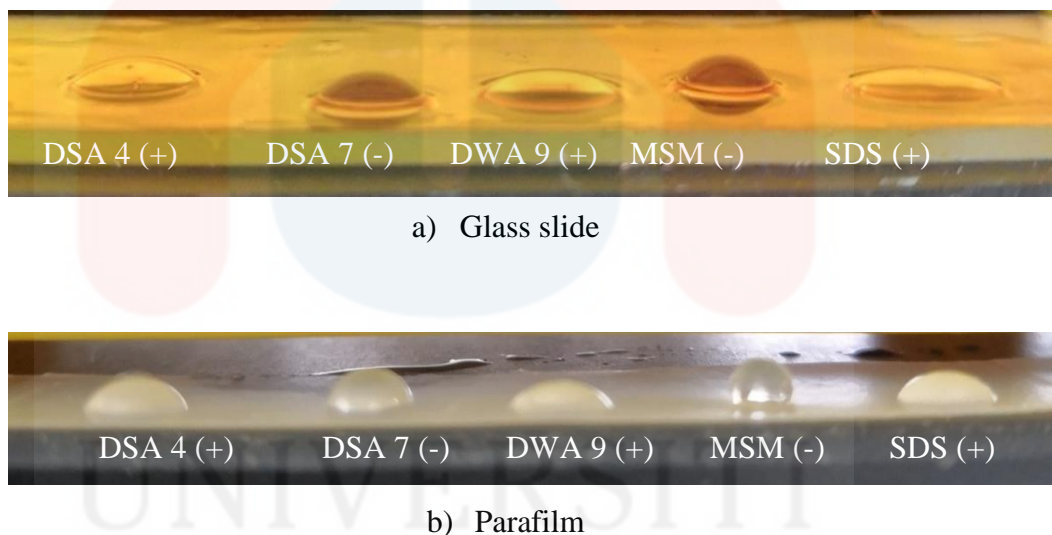 DSA 4 (+) DSA 7 (-) DWA 9 (+) MSM (-) SDS (+)
a) Glass slide
DSA 4 (+) DSA 7 (-) DWA 9 (+) MSM (-) SDS (+)
UNIVERSITI
b) Parafilm